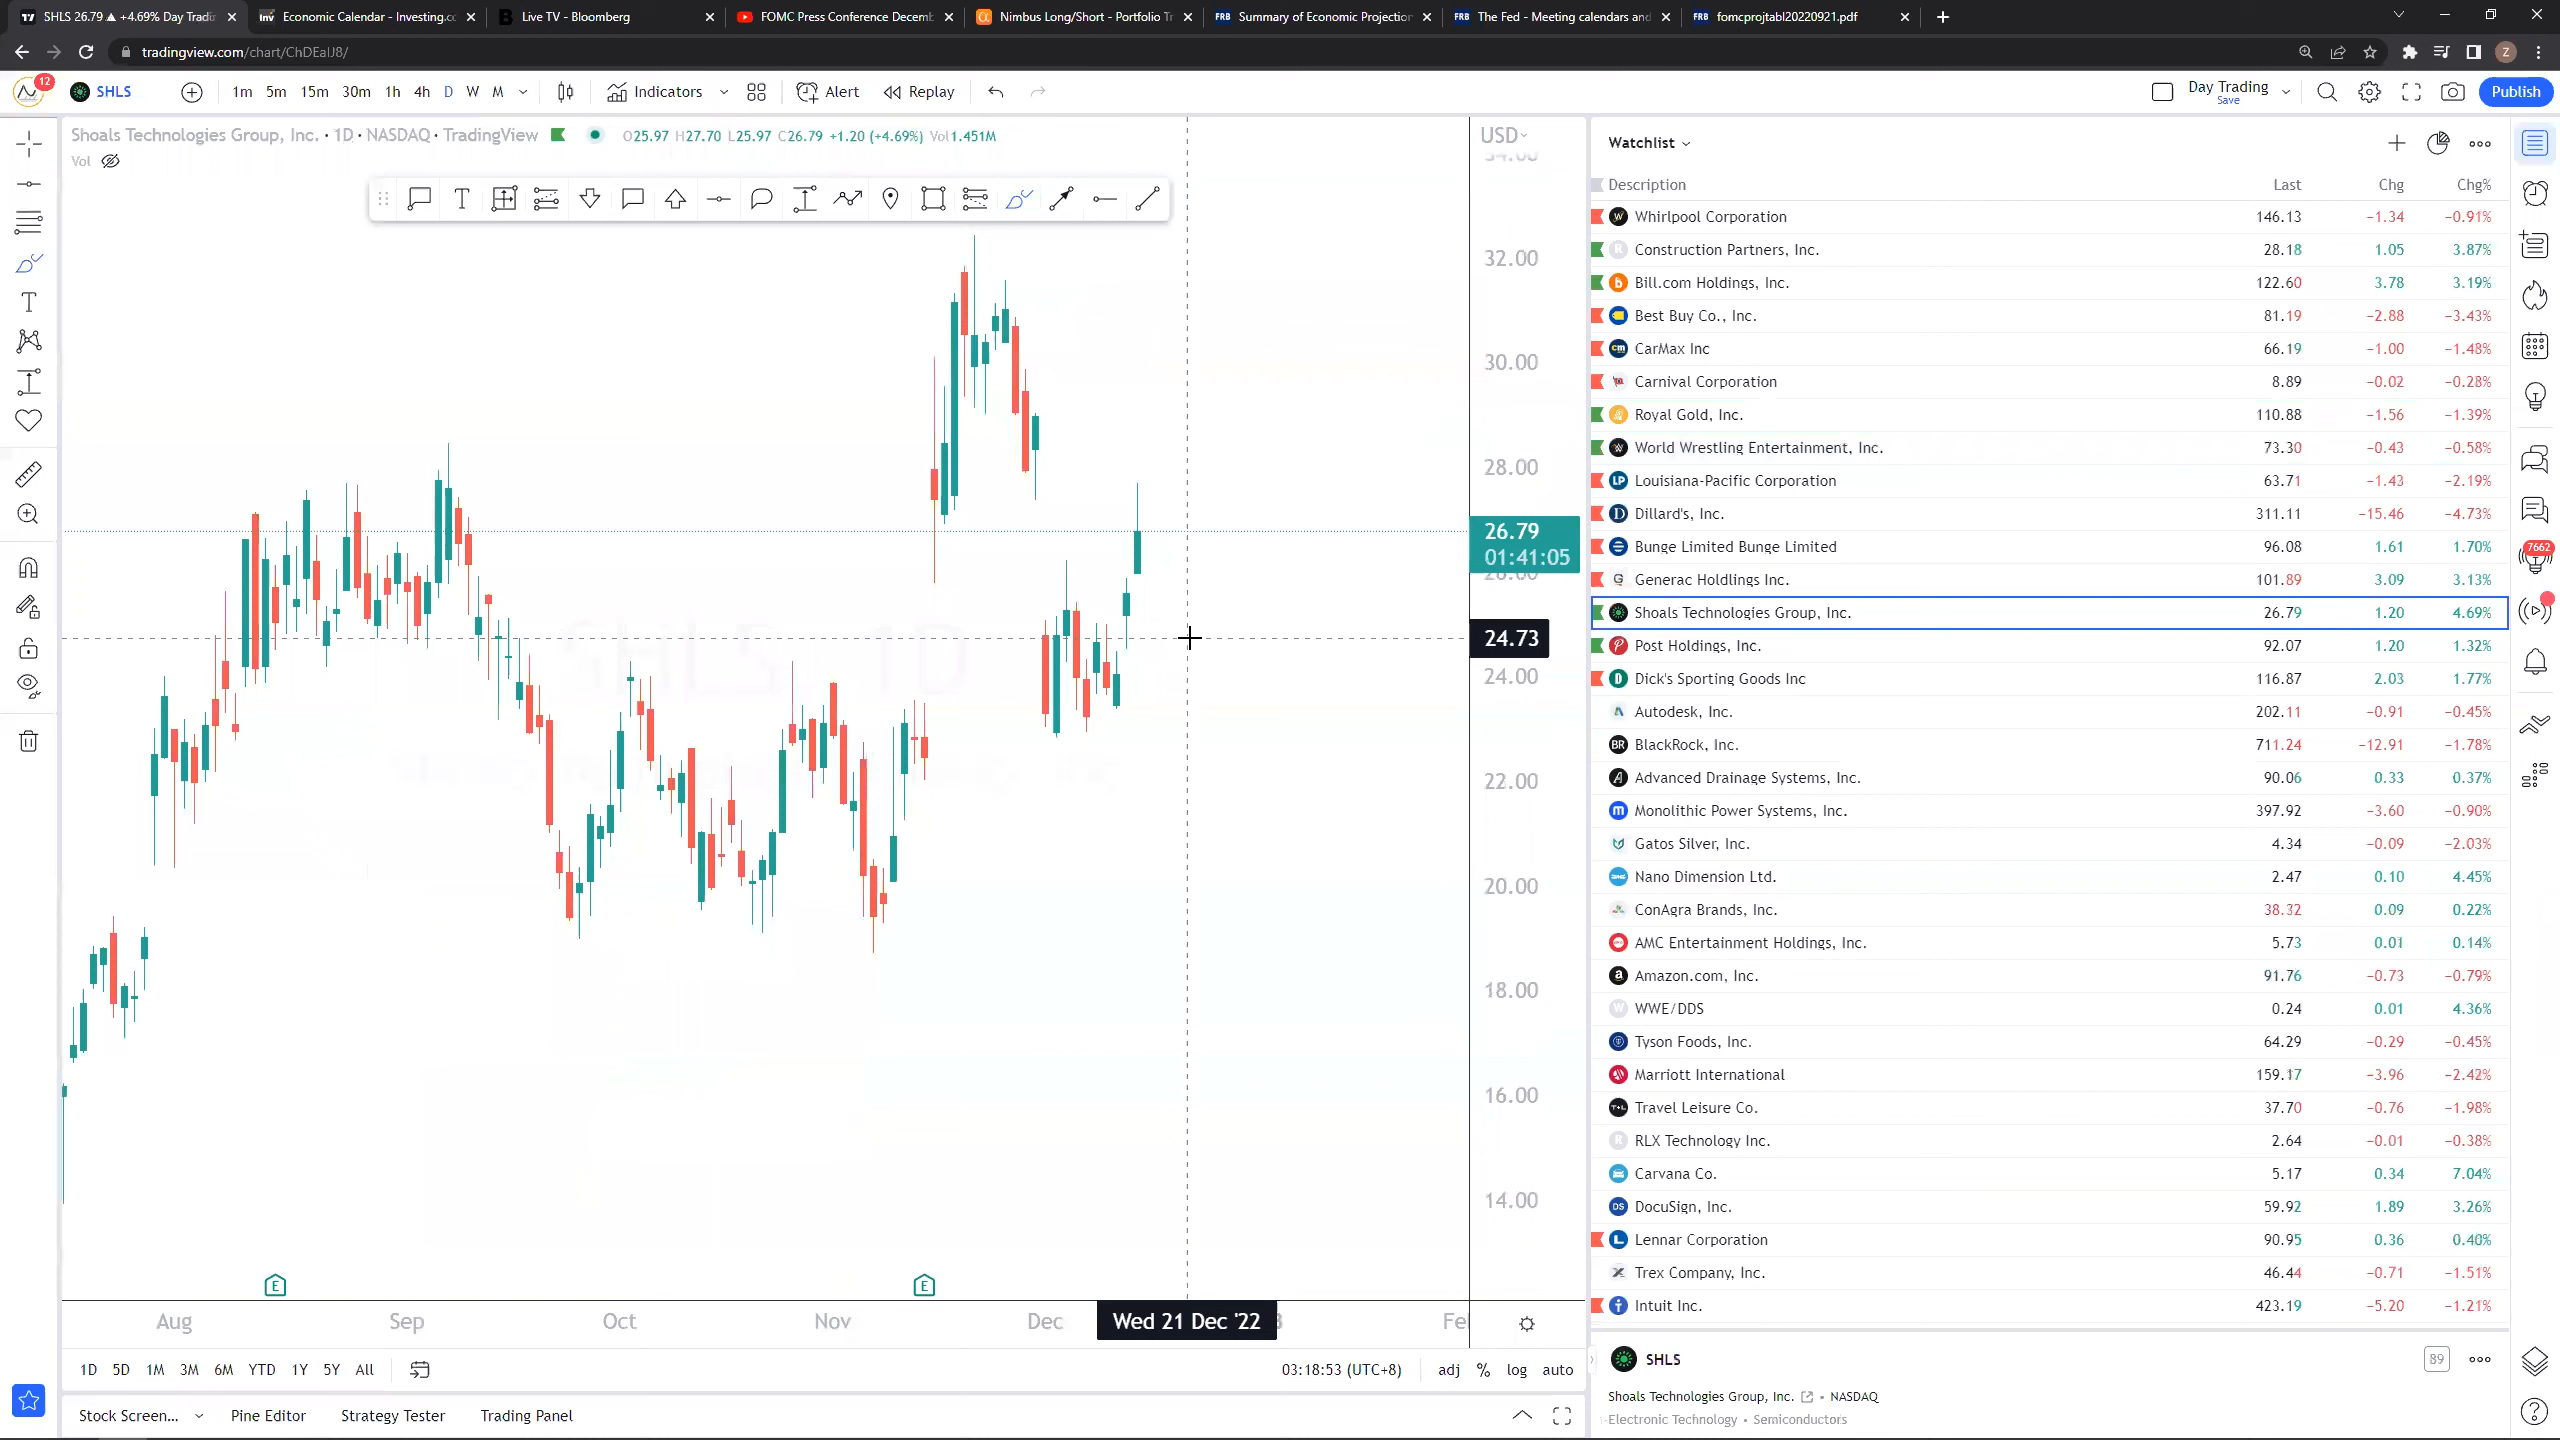 SHLS 26.79 ▲ +4.69% Day Tradi
Economic Calendar - Investing.co
Live TV - Bloomberg
FOMC Press Conference Decemb
Nimbus Long/Short - Portfolio Tr
FRB Summary of Economic Projection
FRB The Fed - Meeting calendars and
FRB fomcprojtabl20220921.pdf
tradingview.com/chart/ChDEalJ8/
Z
12
SHLS
1m 5m 15m 30m 1h 4h D W M
Indicators
Alert
Replay
Day Trading
Save
Publish
Shoals Technologies Group, Inc. · 1D · NASDAQ · TradingView
O25.97 H27.70 L25.97 C26.79 +1.20 (+4.69%) Vol1.451M
Vol
USD
34.00
32.00
30.00
28.00
26.79
01:41:05
26.00
24.73
24.00
22.00
20.00
18.00
16.00
14.00
SHLS, 1D
E
E
Aug Sep Oct Nov Dec Wed 21 Dec '22 Fe
1D 5D 1M 3M 6M YTD 1Y 5Y All
03:18:53 (UTC+8)
adj % log auto
Stock Screen...
Pine Editor
Strategy Tester
Trading Panel
Watchlist
Description Last Chg Chg%
Whirlpool Corporation 146.13 −1.34 −0.91%
Construction Partners, Inc. 28.18 1.05 3.87%
Bill.com Holdings, Inc. 122.60 3.78 3.19%
Best Buy Co., Inc. 81.19 −2.88 −3.43%
CarMax Inc 66.19 −1.00 −1.48%
Carnival Corporation 8.89 −0.02 −0.28%
Royal Gold, Inc. 110.88 −1.56 −1.39%
World Wrestling Entertainment, Inc. 73.30 −0.43 −0.58%
Louisiana-Pacific Corporation 63.71 −1.43 −2.19%
Dillard's, Inc. 311.11 −15.46 −4.73%
Bunge Limited Bunge Limited 96.08 1.61 1.70%
Generac Holdlings Inc. 101.89 3.09 3.13%
Shoals Technologies Group, Inc. 26.79 1.20 4.69%
Post Holdings, Inc. 92.07 1.20 1.32%
Dick's Sporting Goods Inc 116.87 2.03 1.77%
Autodesk, Inc. 202.11 −0.91 −0.45%
BlackRock, Inc. 711.24 −12.91 −1.78%
Advanced Drainage Systems, Inc. 90.06 0.33 0.37%
Monolithic Power Systems, Inc. 397.92 −3.60 −0.90%
Gatos Silver, Inc. 4.34 −0.09 −2.03%
Nano Dimension Ltd. 2.47 0.10 4.45%
ConAgra Brands, Inc. 38.32 0.09 0.22%
AMC Entertainment Holdings, Inc. 5.73 0.01 0.14%
Amazon.com, Inc. 91.76 −0.73 −0.79%
WWE/DDS 0.24 0.01 4.36%
Tyson Foods, Inc. 64.29 −0.29 −0.45%
Marriott International 159.17 −3.96 −2.42%
Travel Leisure Co. 37.70 −0.76 −1.98%
RLX Technology Inc. 2.64 −0.01 −0.38%
Carvana Co. 5.17 0.34 7.04%
DocuSign, Inc. 59.92 1.89 3.26%
Lennar Corporation 90.95 0.36 0.40%
Trex Company, Inc. 46.44 −0.71 −1.51%
Intuit Inc. 423.19 −5.20 −1.21%
SHLS
89
Shoals Technologies Group, Inc. • NASDAQ
Electronic Technology • Semiconductors
7662